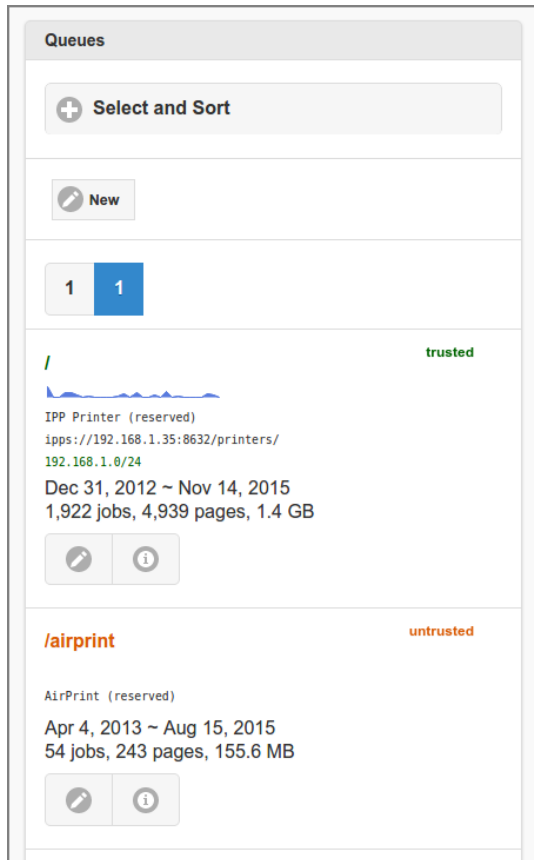 Queues
Select and Sort
New
1 1
/ trusted
IPP Printer (reserved)
ipps://192.168.1.35:8632/printers/
192.168.1.0/24
Dec 31, 2012 ~ Nov 14, 2015
1,922 jobs, 4,939 pages, 1.4 GB
/airprint untrusted
AirPrint (reserved)
Apr 4, 2013 ~ Aug 15, 2015
54 jobs, 243 pages, 155.6 MB